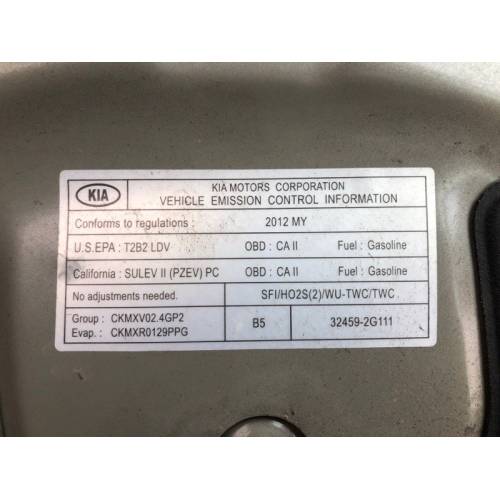 KIA
KIA MOTORS CORPORATION
VEHICLE EMISSION CONTROL INFORMATION
Conforms to regulations : 2012 MY
U.S.EPA : T2B2 LDV OBD : CA II Fuel : Gasoline
California : SULEV II (PZEV) PC OBD : CA II Fuel : Gasoline
No adjustments needed. SFI/HO2S(2)/WU-TWC/TWC
Group : CKMXV02.4GP2
Evap. : CKMXR0129PPG
B5 32459-2G111